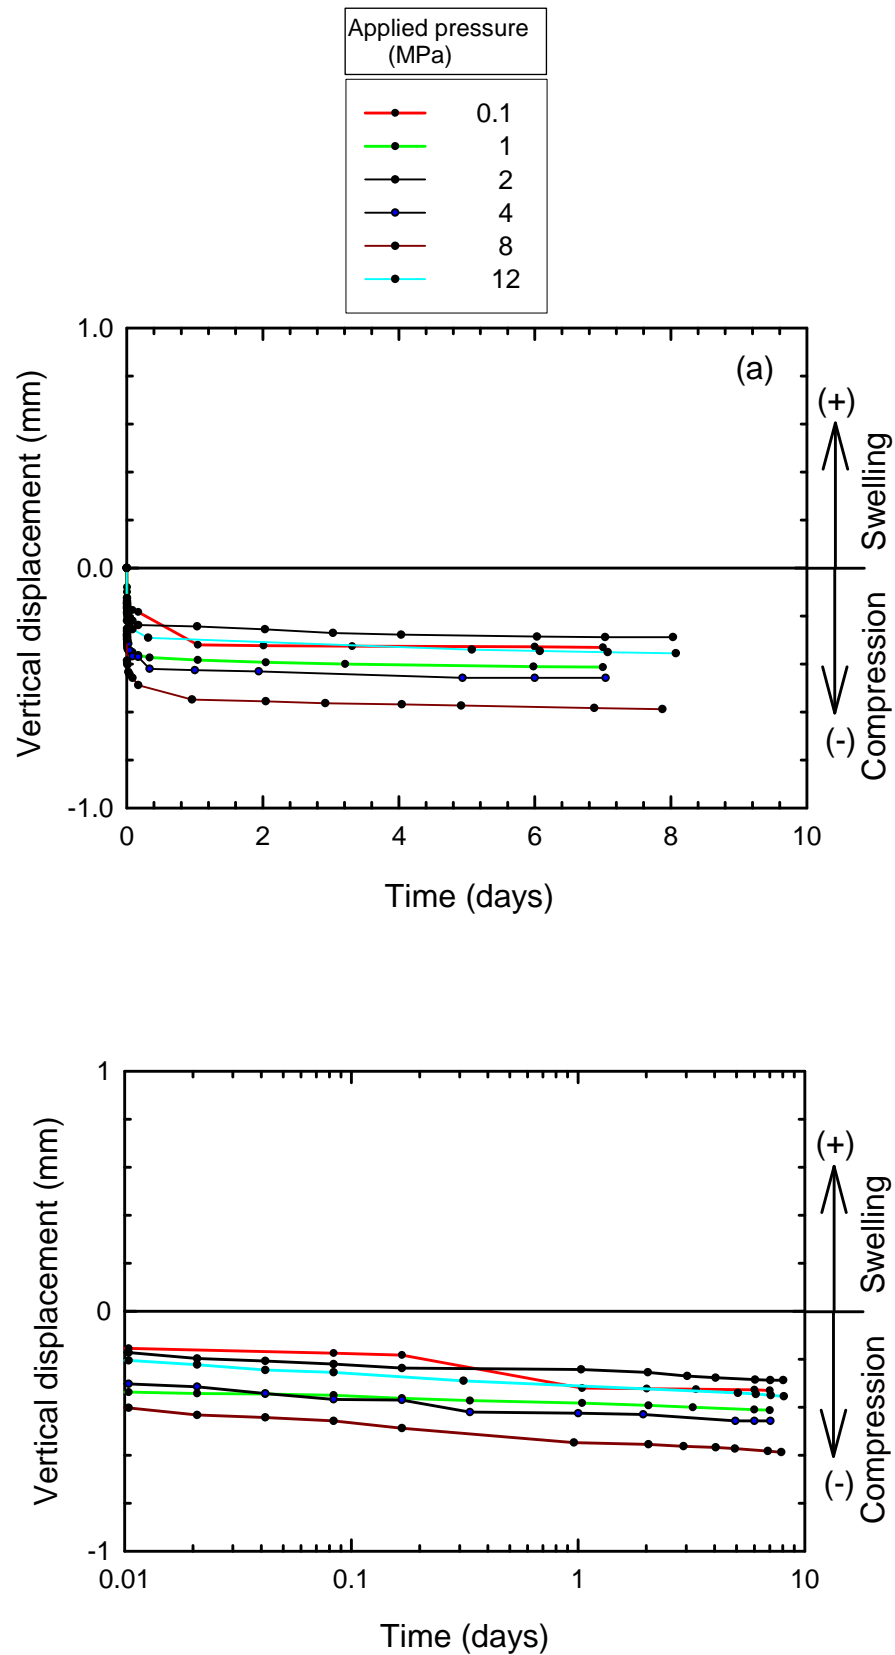 Applied pressure
(MPa)
0.1
1
2
4
8
12
1.0
(a)
(+)
Swelling
Vertical displacement (mm)
0.0
Compression
(-)
-1.0
0 2 4 6 8 10
Time (days)
1
(+)
Swelling
Vertical displacement (mm)
0
Compression
(-)
-1
0.01 0.1 1 10
Time (days)